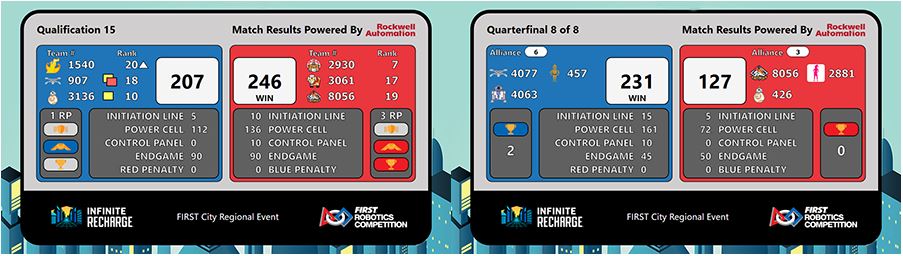 Qualification 15
Match Results Powered By Rockwell Automation
Team # Rank
1540 20
907 18
3136 10
207
246
WIN
Team # Rank
2930 7
3061 17
8056 19
1 RP
INITIATION LINE 5
POWER CELL 112
CONTROL PANEL 0
ENDGAME 90
RED PENALTY 0
10 INITIATION LINE
136 POWER CELL
10 CONTROL PANEL
90 ENDGAME
0 BLUE PENALTY
3 RP
INFINITE RECHARGE
FIRST City Regional Event
FIRST
ROBOTICS
COMPETITION
Quarterfinal 8 of 8
Match Results Powered By Rockwell Automation
Alliance 6
4077 457
4063
231
WIN
127
Alliance 3
8056 2881
426
2
INITIATION LINE 15
POWER CELL 161
CONTROL PANEL 10
ENDGAME 45
RED PENALTY 0
5 INITIATION LINE
72 POWER CELL
0 CONTROL PANEL
50 ENDGAME
0 BLUE PENALTY
0
INFINITE RECHARGE
FIRST City Regional Event
FIRST
ROBOTICS
COMPETITION